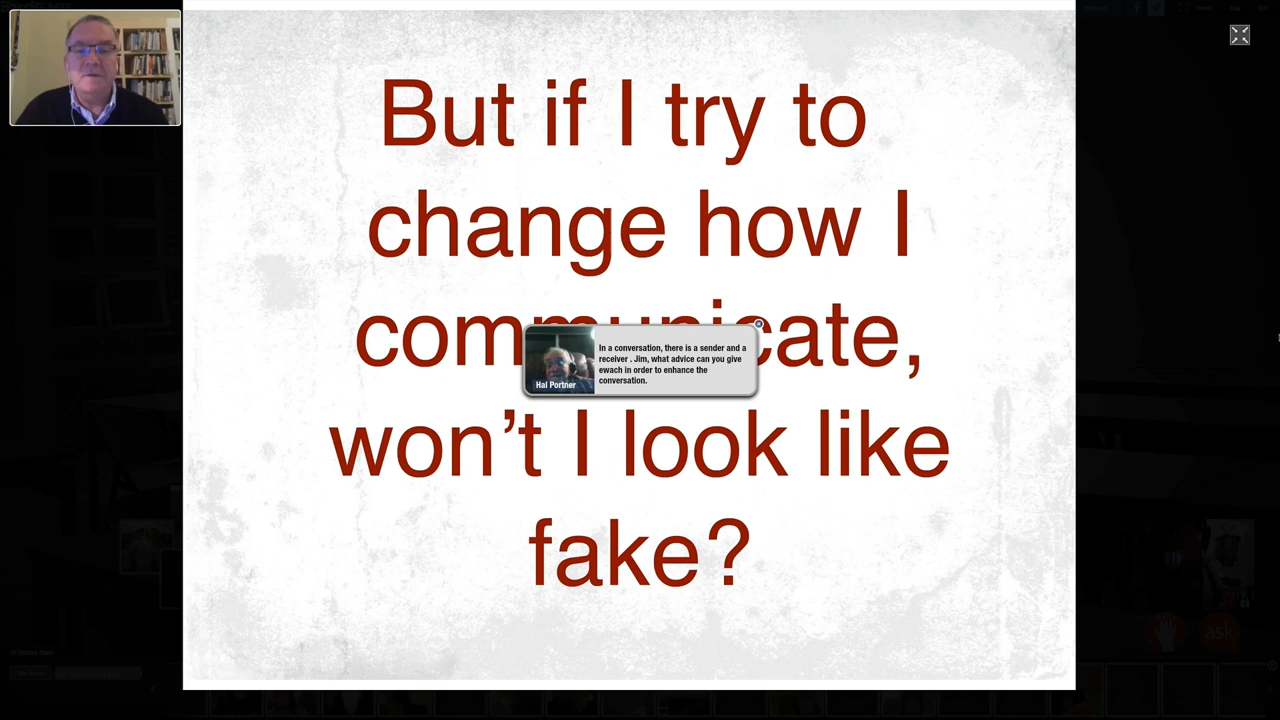 But if I try to
change how I
communicate,
won’t I look like
fake?
In a conversation, there is a sender and a
receiver . Jim, what advice can you give
ewach in order to enhance the
conversation.
Hal Portner
ask